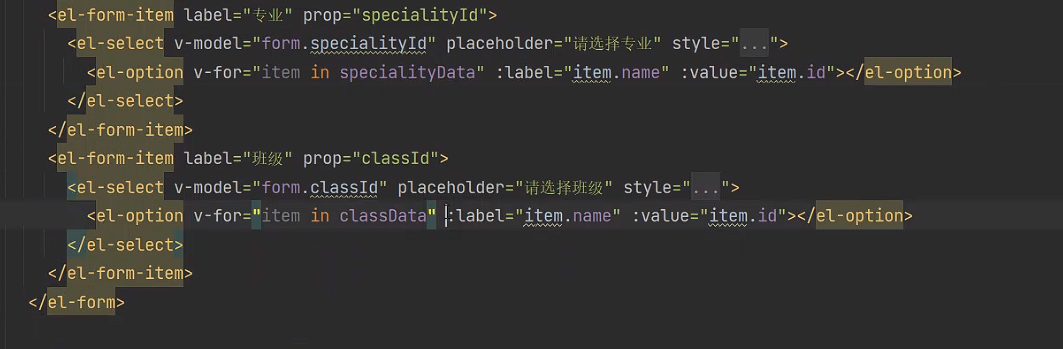 <el-form-item label="专业" prop="specialityId">
<el-select v-model="form.specialityId" placeholder="请选择专业" style="...">
<el-option v-for="item in specialityData" :label="item.name" :value="item.id"></el-option>
</el-select>
</el-form-item>
<el-form-item label="班级" prop="classId">
<el-select v-model="form.classId" placeholder="请选择班级" style="...">
<el-option v-for="item in classData" :label="item.name" :value="item.id"></el-option>
</el-select>
</el-form-item>
</el-form>